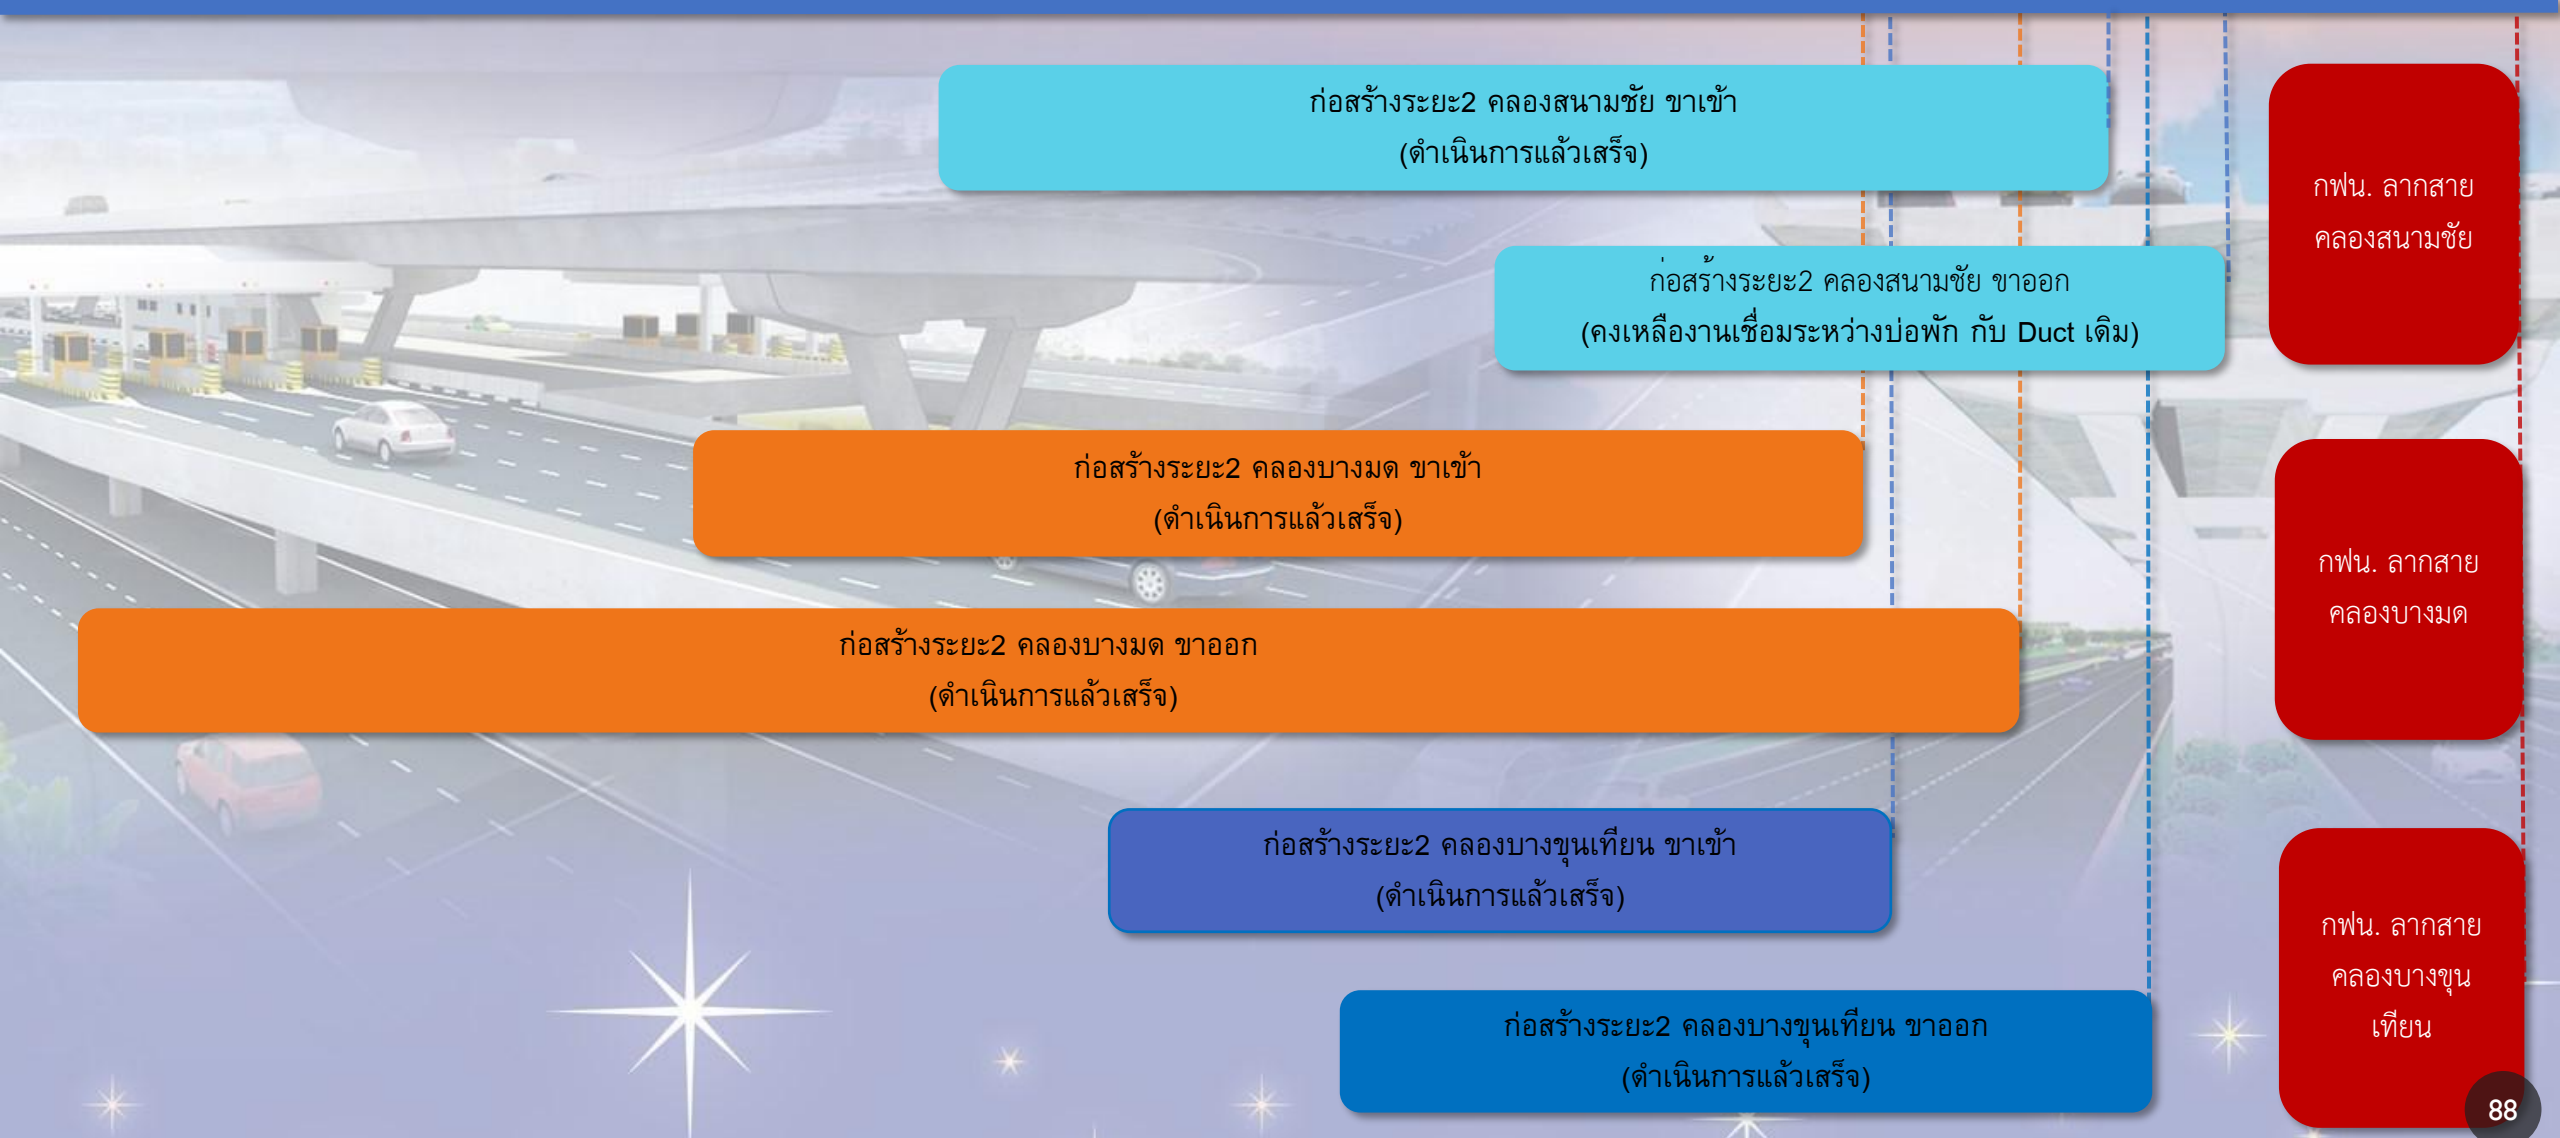 ก่อสร้างระยะ2 คลองสนามชัย ขาเข้า
(ดำเนินการแล้วเสร็จ)
กฟน. ลากสาย
คลองสนามชัย
ก่อสร้างระยะ2 คลองสนามชัย ขาออก
(คงเหลืองานเชื่อมระหว่างบ่อพัก กับ Duct เดิม)
ก่อสร้างระยะ2 คลองบางมด ขาเข้า
(ดำเนินการแล้วเสร็จ)
กฟน. ลากสาย
คลองบางมด
ก่อสร้างระยะ2 คลองบางมด ขาออก
(ดำเนินการแล้วเสร็จ)
ก่อสร้างระยะ2 คลองบางขุนเทียน ขาเข้า
(ดำเนินการแล้วเสร็จ)
กฟน. ลากสาย
คลองบางขุน
เทียน
ก่อสร้างระยะ2 คลองบางขุนเทียน ขาออก
(ดำเนินการแล้วเสร็จ)
88